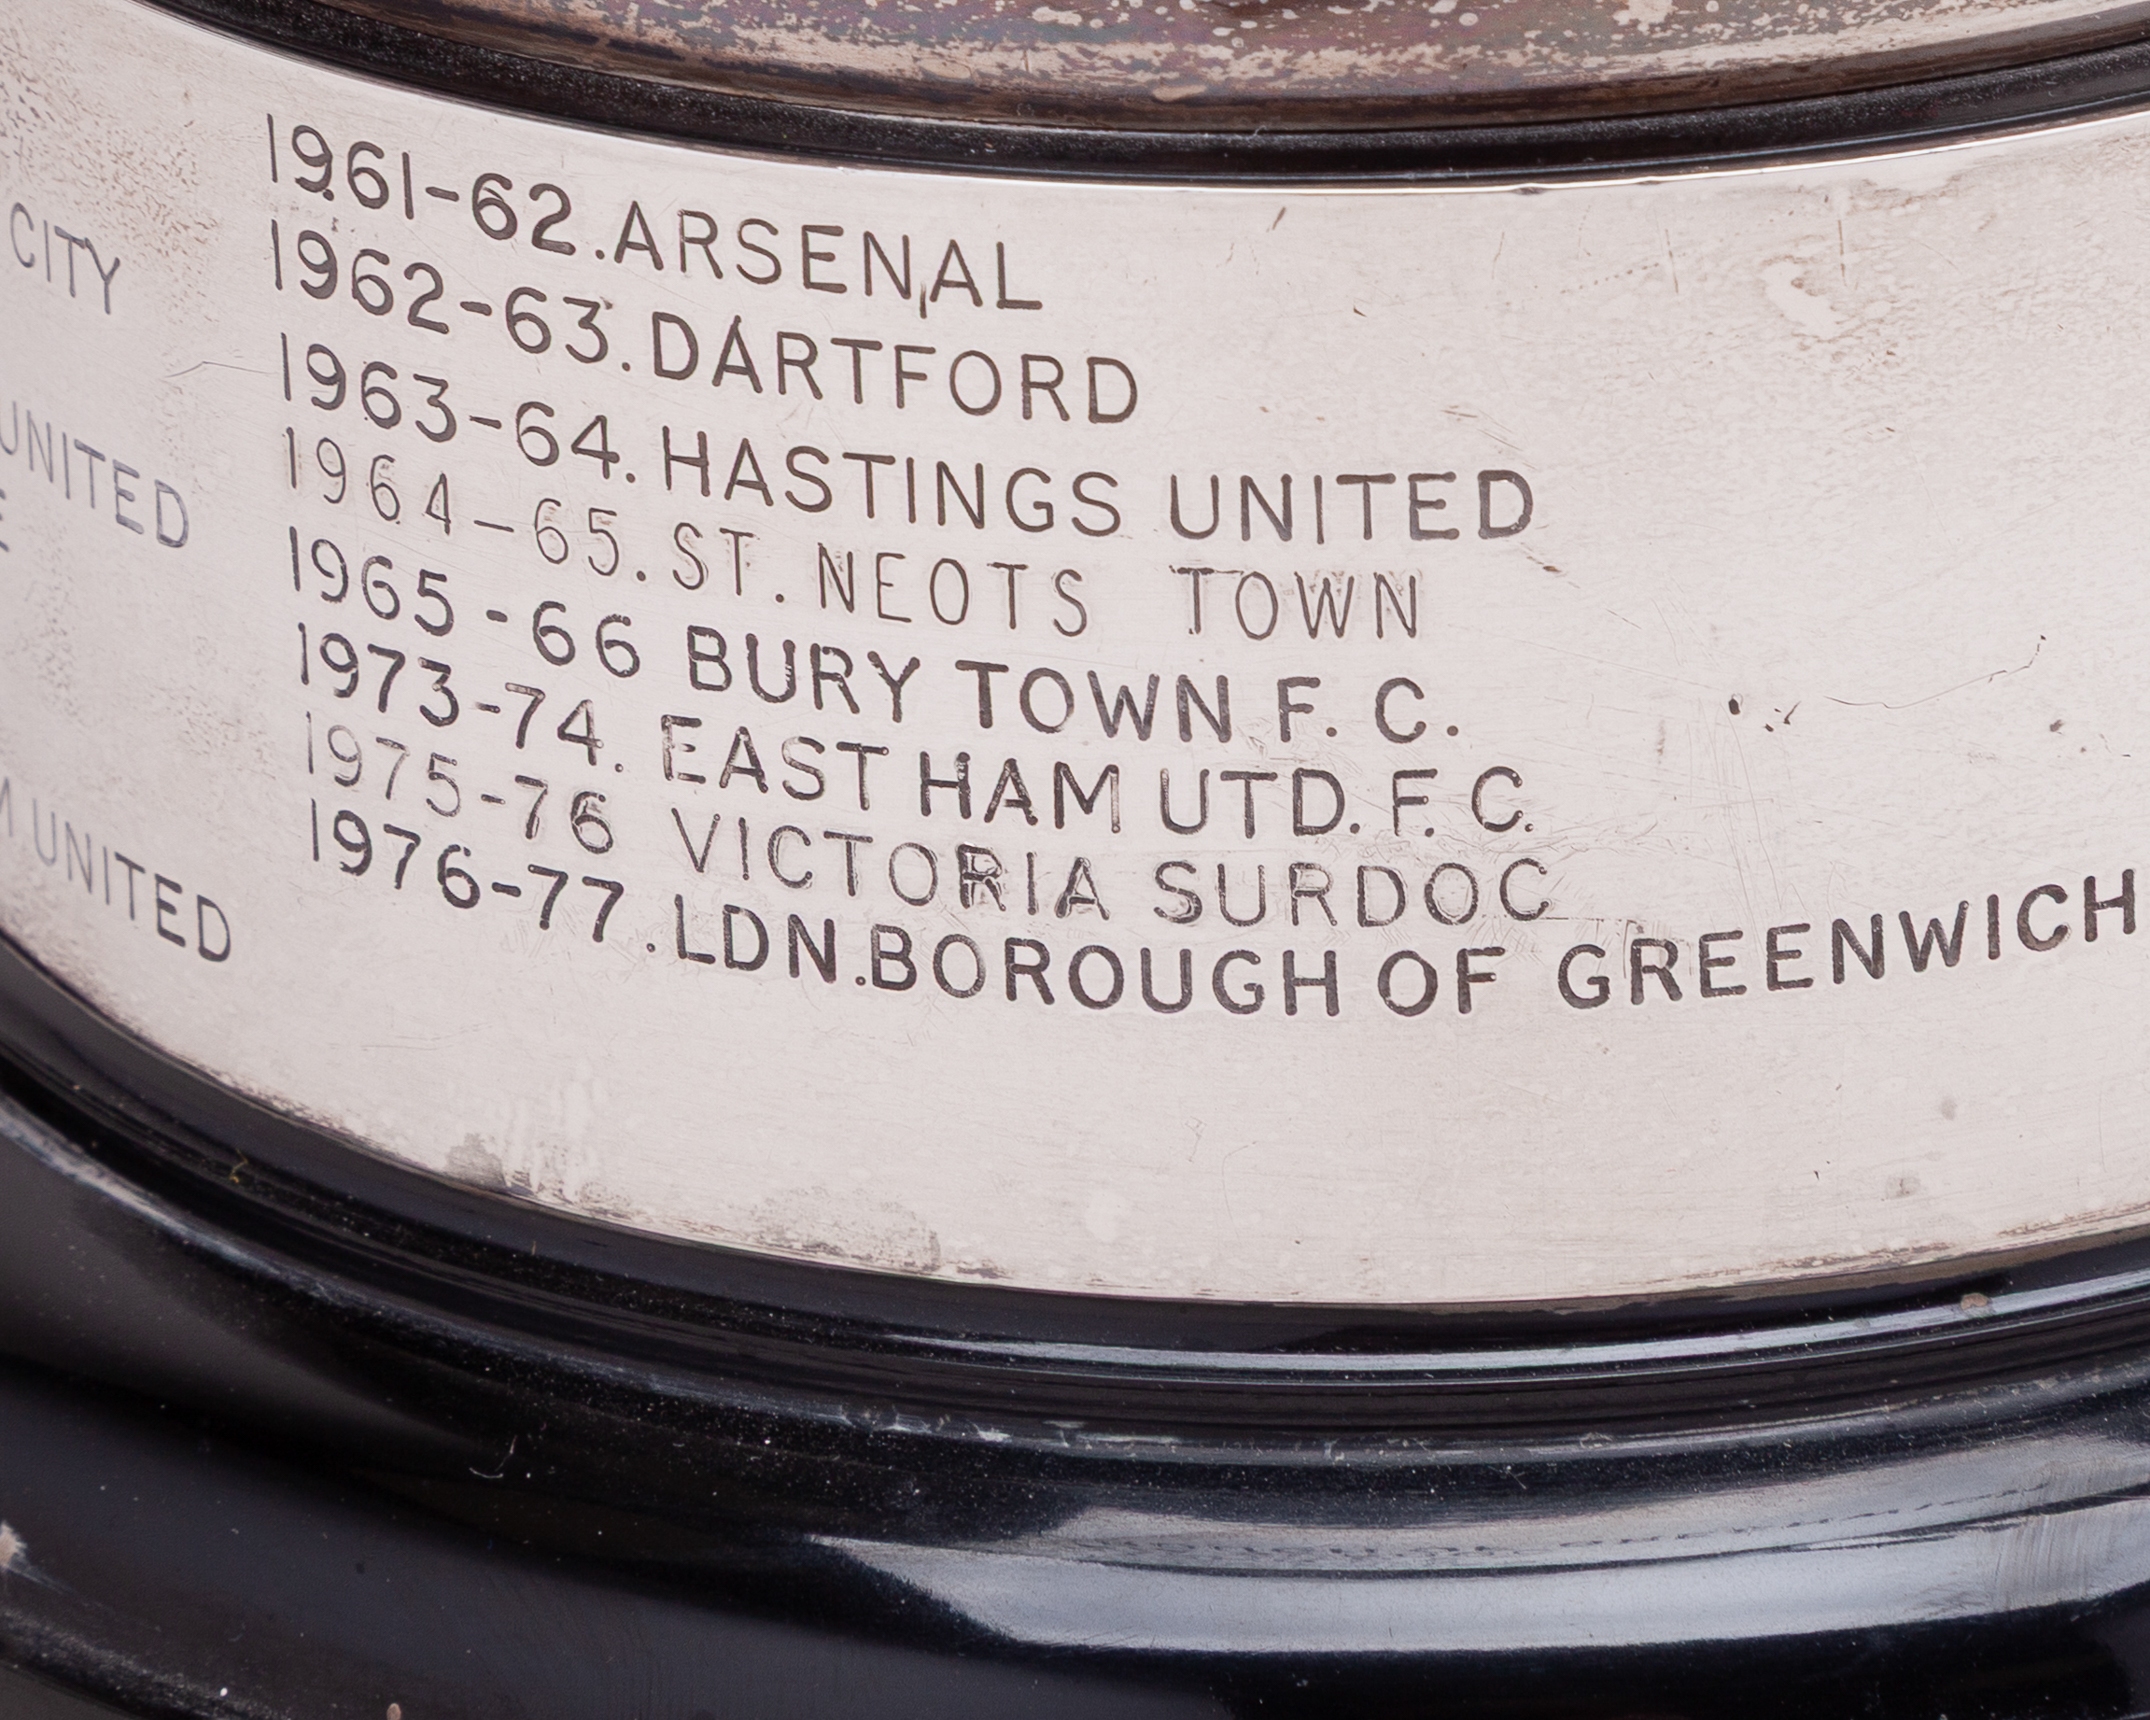 CITY
UNITED
UNITED
1961-62.ARSENAL
1962-63.DARTFORD
1963-64.HASTINGS UNITED
1964-65.ST.NEOTS TOWN
1965-66 BURY TOWN F.C.
1973-74. EAST HAM UTD.F.C.
1975-76 VICTORIA SURDOC
1976-77.LDN.BOROUGH OF GREENWICH